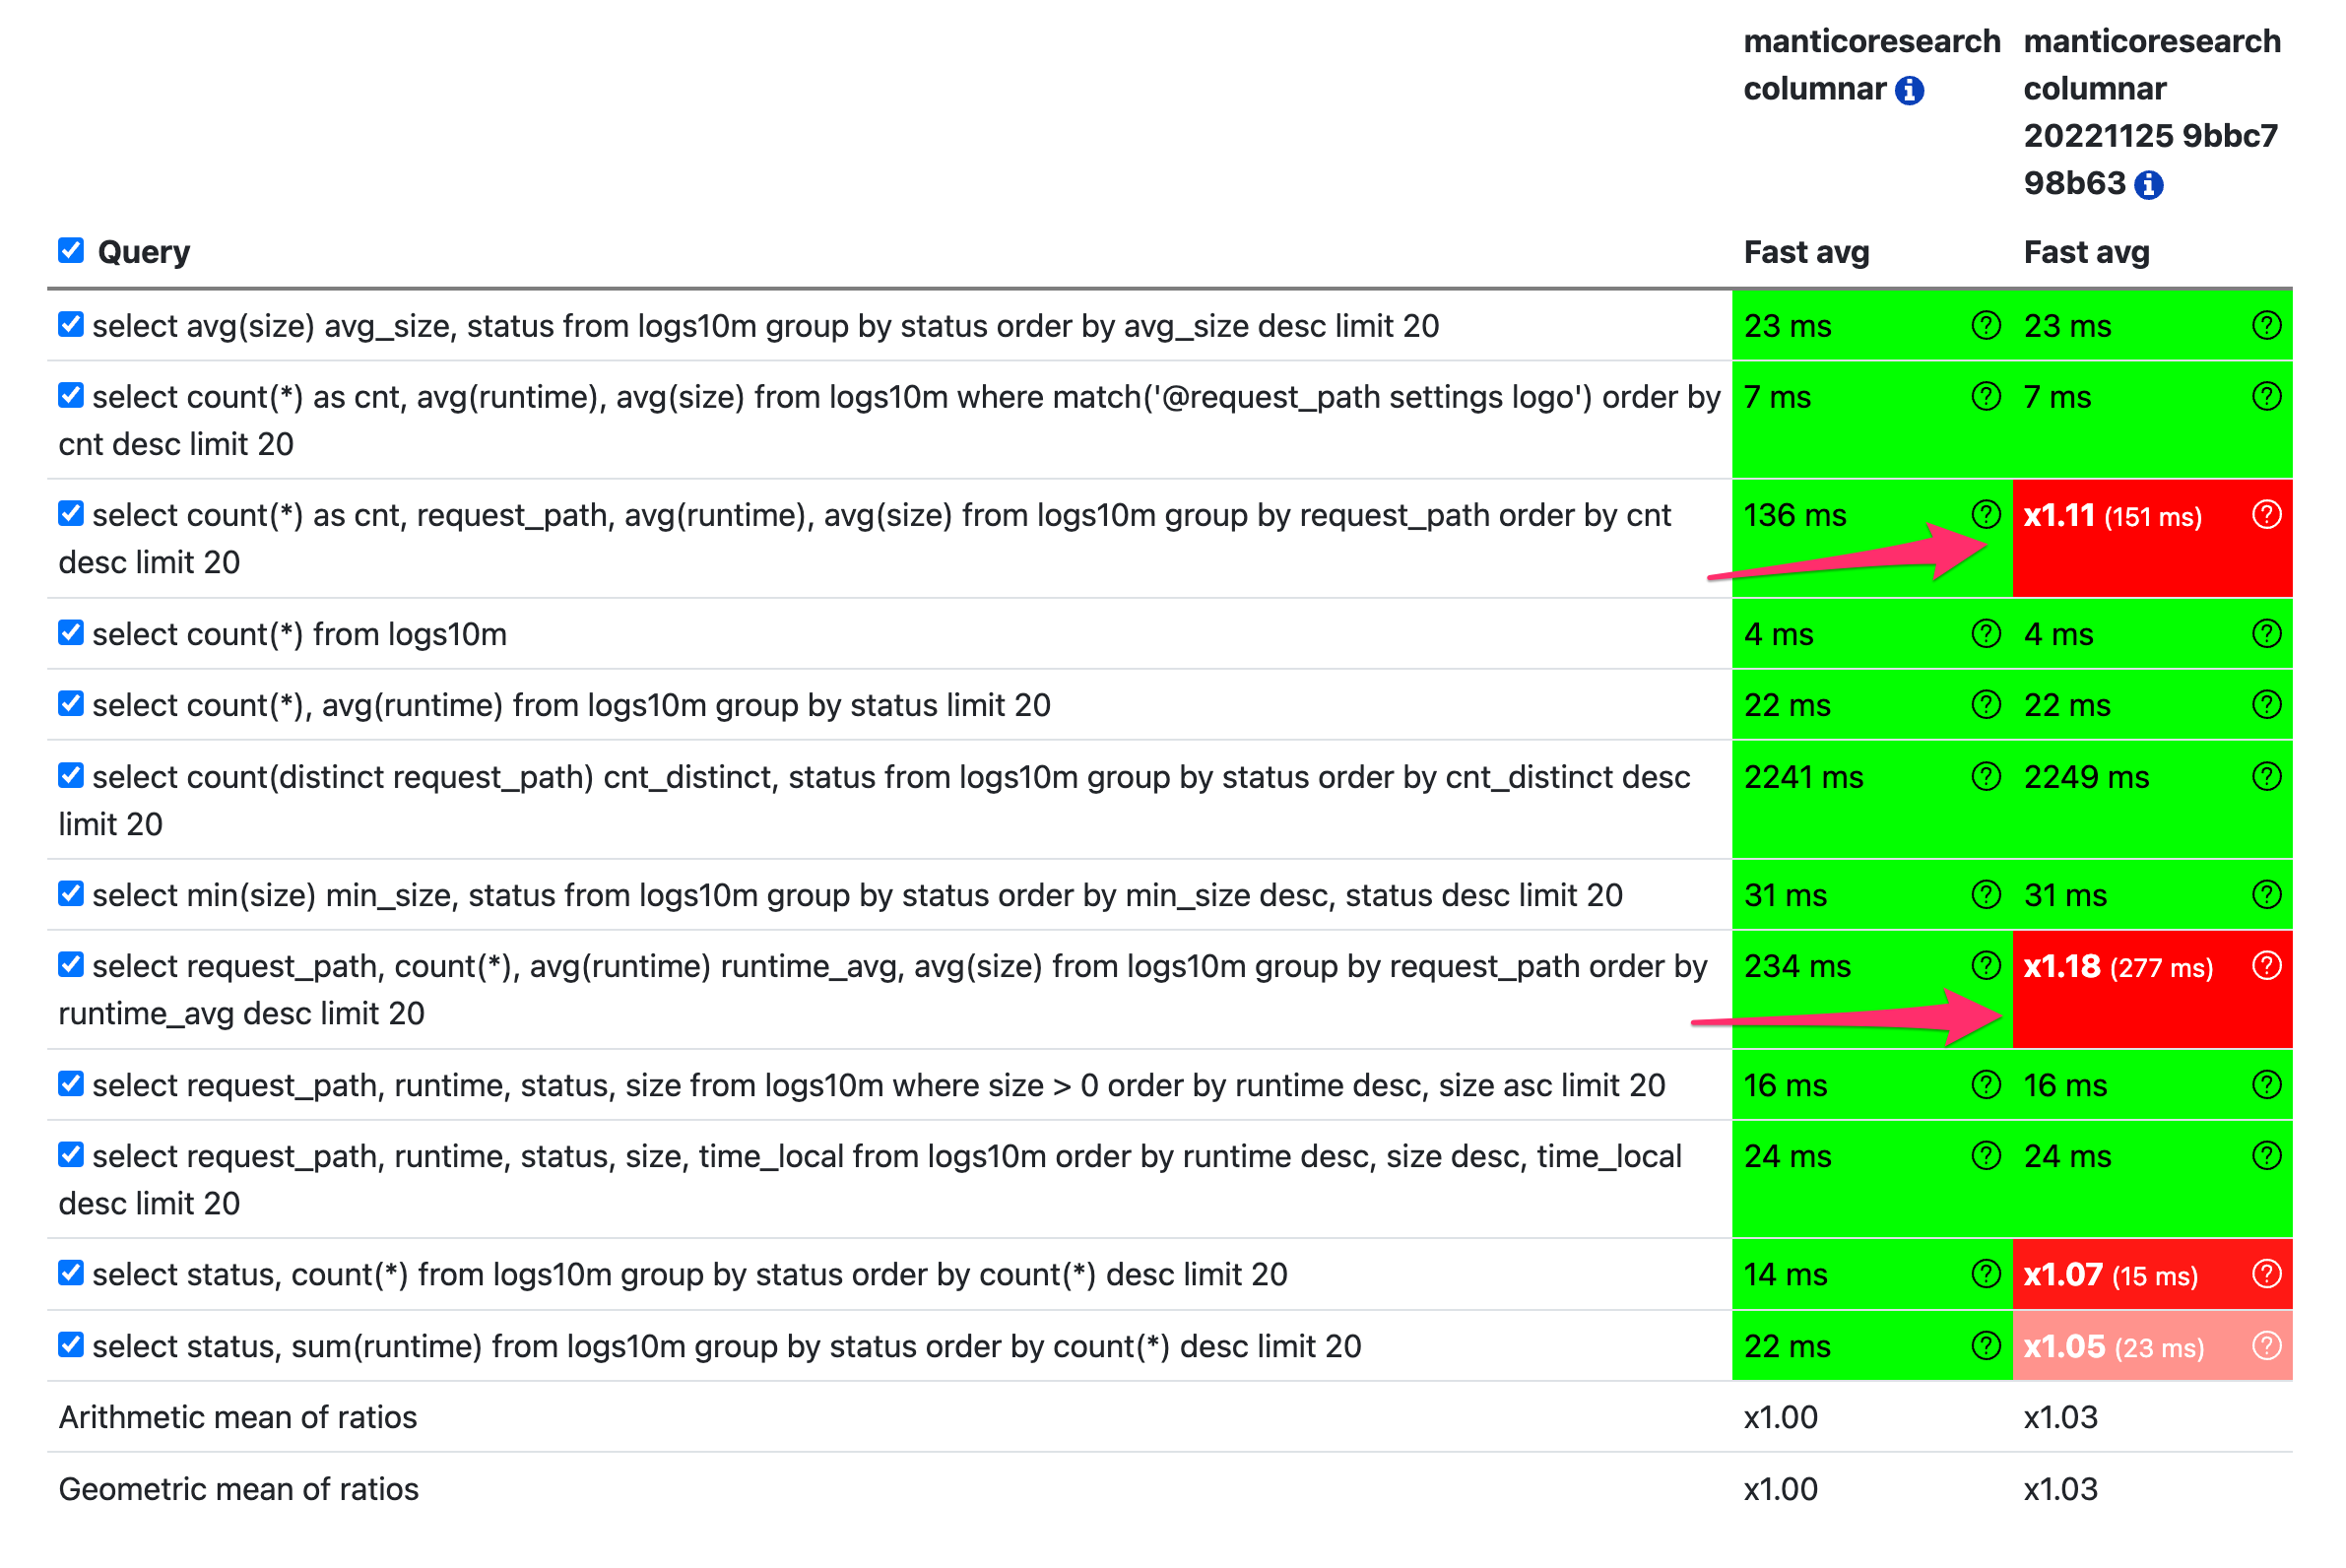 manticoresearch columnar
manticoresearch columnar 20221125 9bbc798b63
Query
Fast avg
Fast avg
select avg(size) avg_size, status from logs10m group by status order by avg_size desc limit 20
23 ms
23 ms
select count(*) as cnt, avg(runtime), avg(size) from logs10m where match('@request_path settings logo') order by
cnt desc limit 20
7 ms
7 ms
select count(*) as cnt, request_path, avg(runtime), avg(size) from logs10m group by request_path order by cnt
desc limit 20
136 ms
x1.11 (151 ms)
select count(*) from logs10m
4 ms
4 ms
select count(*), avg(runtime) from logs10m group by status limit 20
22 ms
22 ms
select count(distinct request_path) cnt_distinct, status from logs10m group by status order by cnt_distinct desc
limit 20
2241 ms
2249 ms
select min(size) min_size, status from logs10m group by status order by min_size desc, status desc limit 20
31 ms
31 ms
select request_path, count(*), avg(runtime) runtime_avg, avg(size) from logs10m group by request_path order by
runtime_avg desc limit 20
234 ms
x1.18 (277 ms)
select request_path, runtime, status, size from logs10m where size > 0 order by runtime desc, size asc limit 20
16 ms
16 ms
select request_path, runtime, status, size, time_local from logs10m order by runtime desc, size desc, time_local
desc limit 20
24 ms
24 ms
select status, count(*) from logs10m group by status order by count(*) desc limit 20
14 ms
x1.07 (15 ms)
select status, sum(runtime) from logs10m group by status order by count(*) desc limit 20
22 ms
x1.05 (23 ms)
Arithmetic mean of ratios
x1.00
x1.03
Geometric mean of ratios
x1.00
x1.03